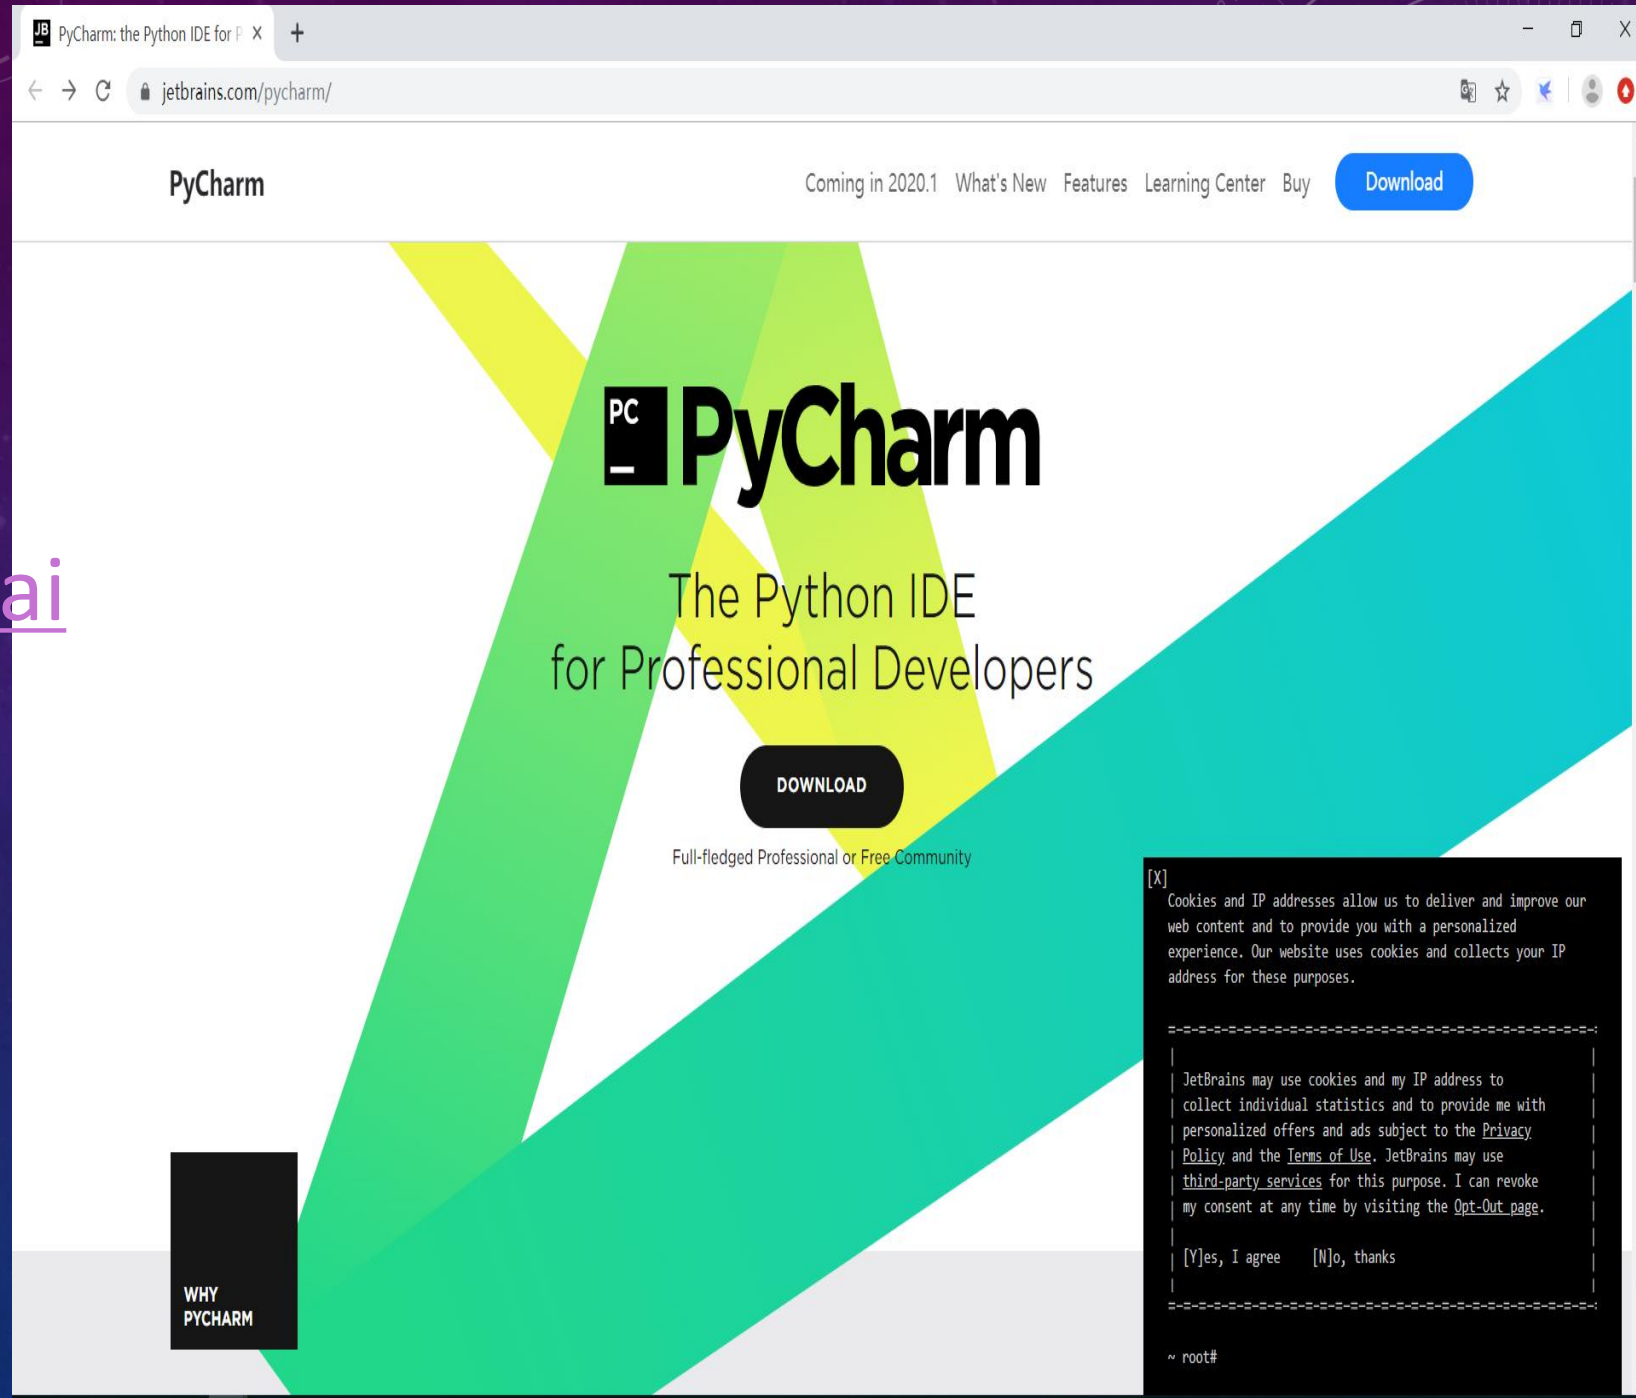 JB
PyCharm: the Python IDE for P
jetbrains.com/pycharm/
PyCharm
Coming in 2020.1 What's New Features Learning Center Buy Download
PC PyCharm
ai
The Python IDE
for Professional Developers
DOWNLOAD
Full-fledged Professional or Free Community
[X]
Cookies and IP addresses allow us to deliver and improve our
web content and to provide you with a personalized
experience. Our website uses cookies and collects your IP
address for these purposes.
JetBrains may use cookies and my IP address to
collect individual statistics and to provide me with
personalized offers and ads subject to the Privacy
Policy and the Terms of Use. JetBrains may use
third-party services for this purpose. I can revoke
my consent at any time by visiting the Opt-Out page.
[Y]es, I agree [N]o, thanks
~ root#
WHY
PYCHARM